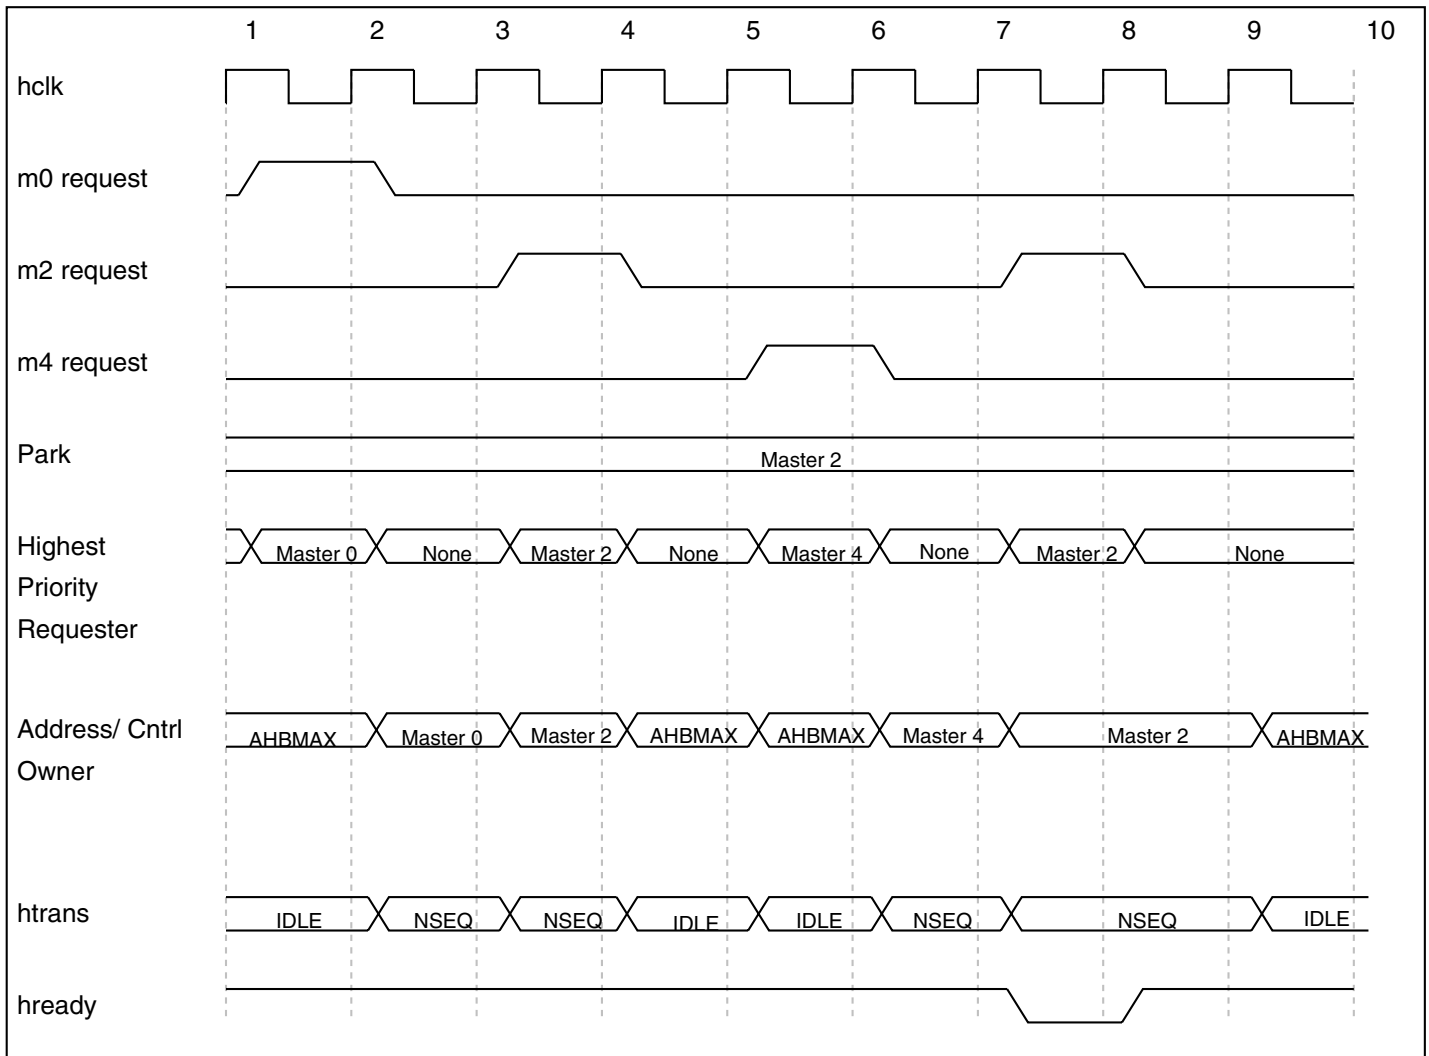 1 2 3 4 5 6 7 8 9 10
hclk
m0 request
m2 request
m4 request
Park
Master 2
Highest
Priority
Requester
Master 0 None Master 2 None Master 4 None Master 2 None
Address/ Cntrl
Owner
AHBMAX Master 0 Master 2 AHBMAX AHBMAX Master 4 Master 2 AHBMAX
htrans
IDLE NSEQ NSEQ IDLE IDLE NSEQ NSEQ IDLE
hready